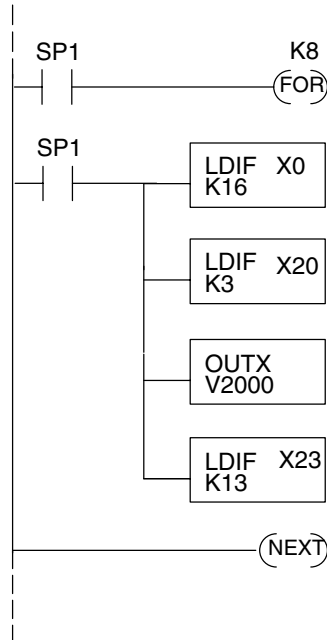 SP1 K8
FOR
SP1
LDIF X0
K16
LDIF X20
K3
OUTX
V2000
LDIF X23
K13
NEXT